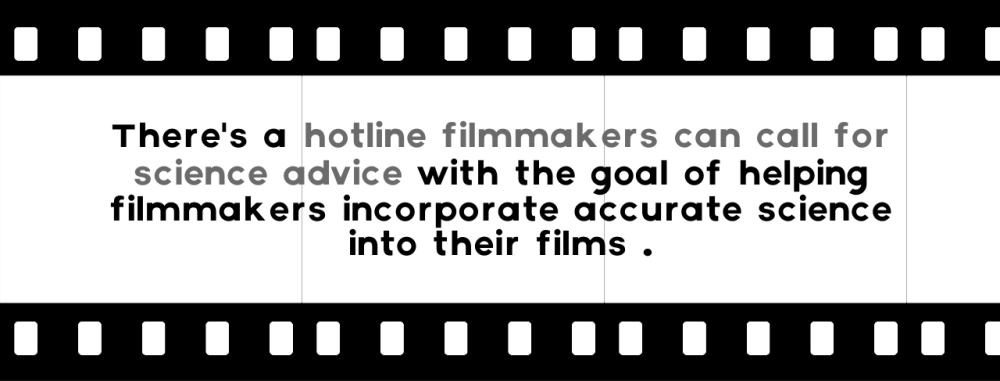 There's a hotline filmmakers can call for
science advice with the goal of helping
filmmakers incorporate accurate science
into their films .